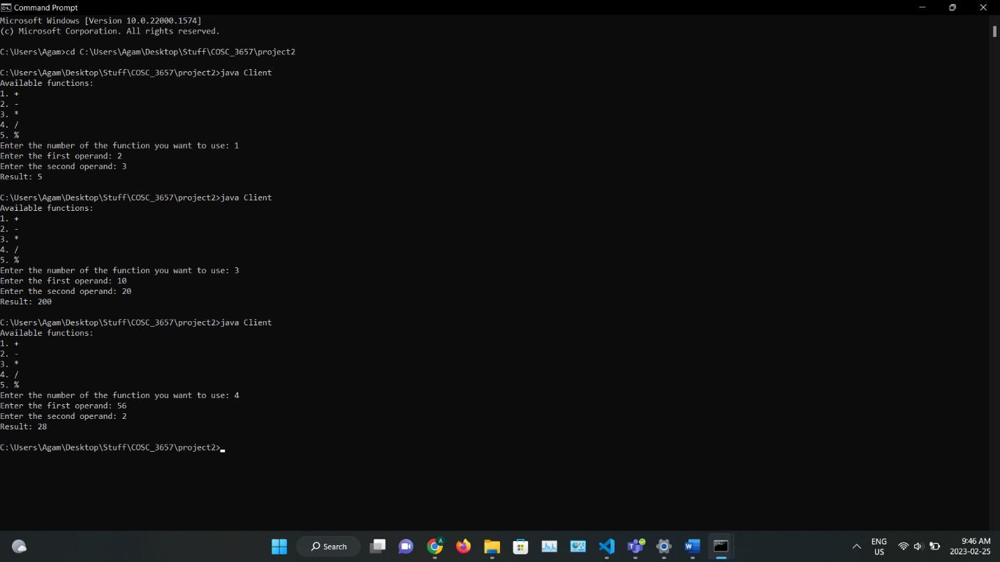 Command Prompt
Microsoft Windows [Version 10.0.22000.1574]
(c) Microsoft Corporation. All rights reserved.
C:\Users\Agam>cd C:\Users\Agam\Desktop\Stuff\COSC_3657\project2
C:\Users\Agam\Desktop\Stuff\COSC_3657\project2>java Client
Available functions:
1. +
2. -
3. *
4. /
5. %
Enter the number of the function you want to use: 1
Enter the first operand: 2
Enter the second operand: 3
Result: 5
C:\Users\Agam\Desktop\Stuff\COSC_3657\project2>java Client
Available functions:
1. +
2. -
3. *
4. /
5. %
Enter the number of the function you want to use: 3
Enter the first operand: 10
Enter the second operand: 20
Result: 200
C:\Users\Agam\Desktop\Stuff\COSC_3657\project2>java Client
Available functions:
1. +
2. -
3. *
4. /
5. %
Enter the number of the function you want to use: 4
Enter the first operand: 56
Enter the second operand: 2
Result: 28
C:\Users\Agam\Desktop\Stuff\COSC_3657\project2>
Search
ENG
US
9:46 AM
2023-02-25